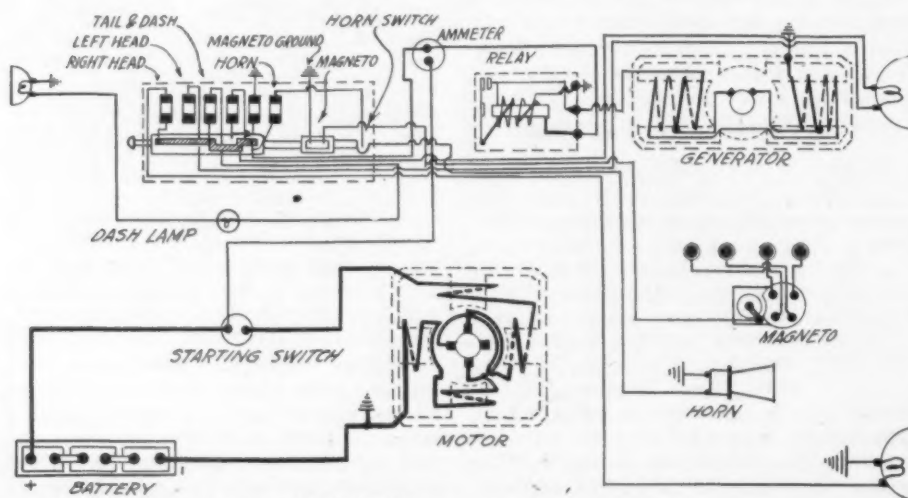 TAIL & DASH
LEFT HEAD
RIGHT HEAD
MAGNETO GROUND
HORN
HORN SWITCH
MAGNETO
AMMETER
RELAY
GENERATOR
DASH LAMP
STARTING SWITCH
MAGNETO
HORN
MOTOR
+
-
BATTERY